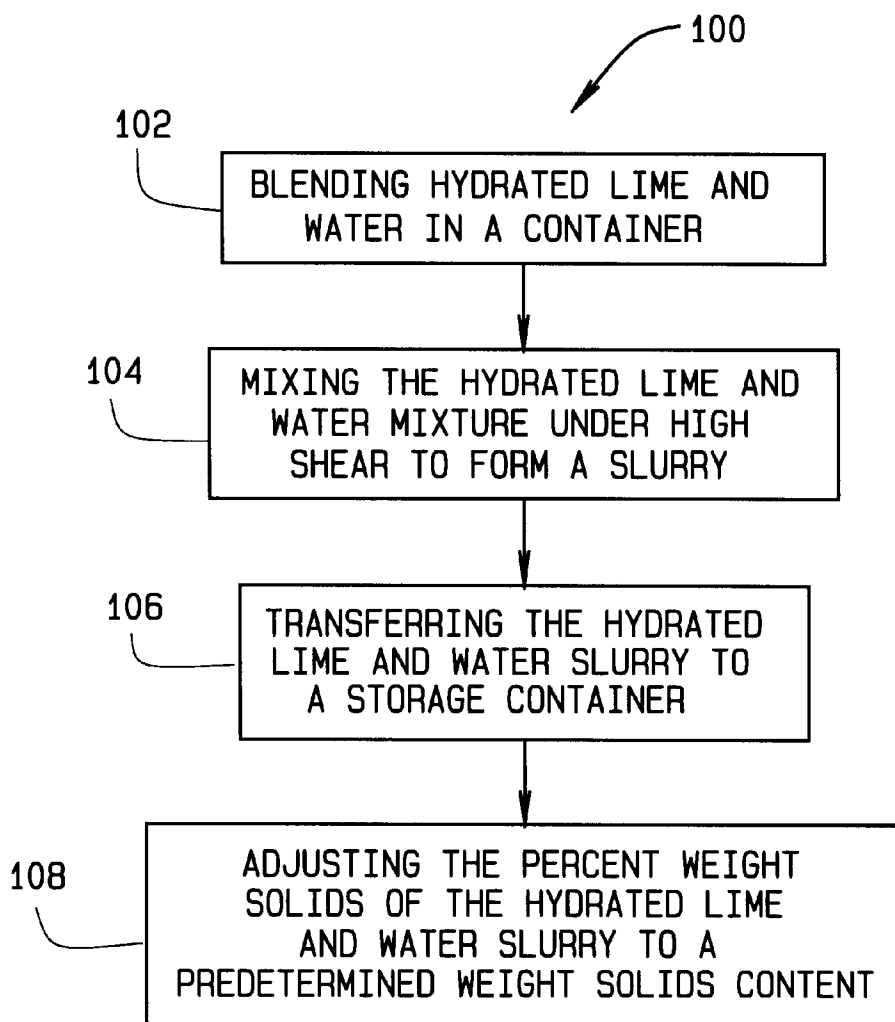 100
102
BLENDING HYDRATED LIME AND
WATER IN A CONTAINER
104
MIXING THE HYDRATED LIME AND
WATER MIXTURE UNDER HIGH
SHEAR TO FORM A SLURRY
106
TRANSFERRING THE HYDRATED
LIME AND WATER SLURRY TO
A STORAGE CONTAINER
108
ADJUSTING THE PERCENT WEIGHT
SOLIDS OF THE HYDRATED LIME
AND WATER SLURRY TO A
PREDETERMINED WEIGHT SOLIDS CONTENT